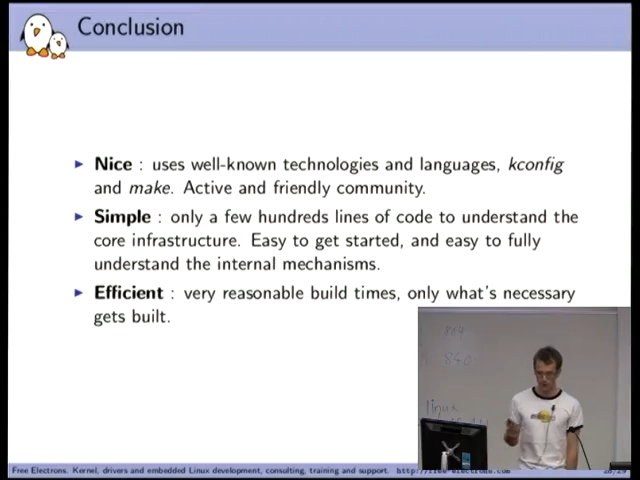 Conclusion
Nice : uses well-known technologies and languages, kconfig
and make. Active and friendly community.
Simple : only a few hundreds lines of code to understand the
core infrastructure. Easy to get started, and easy to fully
understand the internal mechanisms.
Efficient : very reasonable build times, only what's necessary
gets built.
864
840
linux
Free Electrons. Kernel, drivers and embedded Linux development, consulting, training and support. http://free-electrons.com